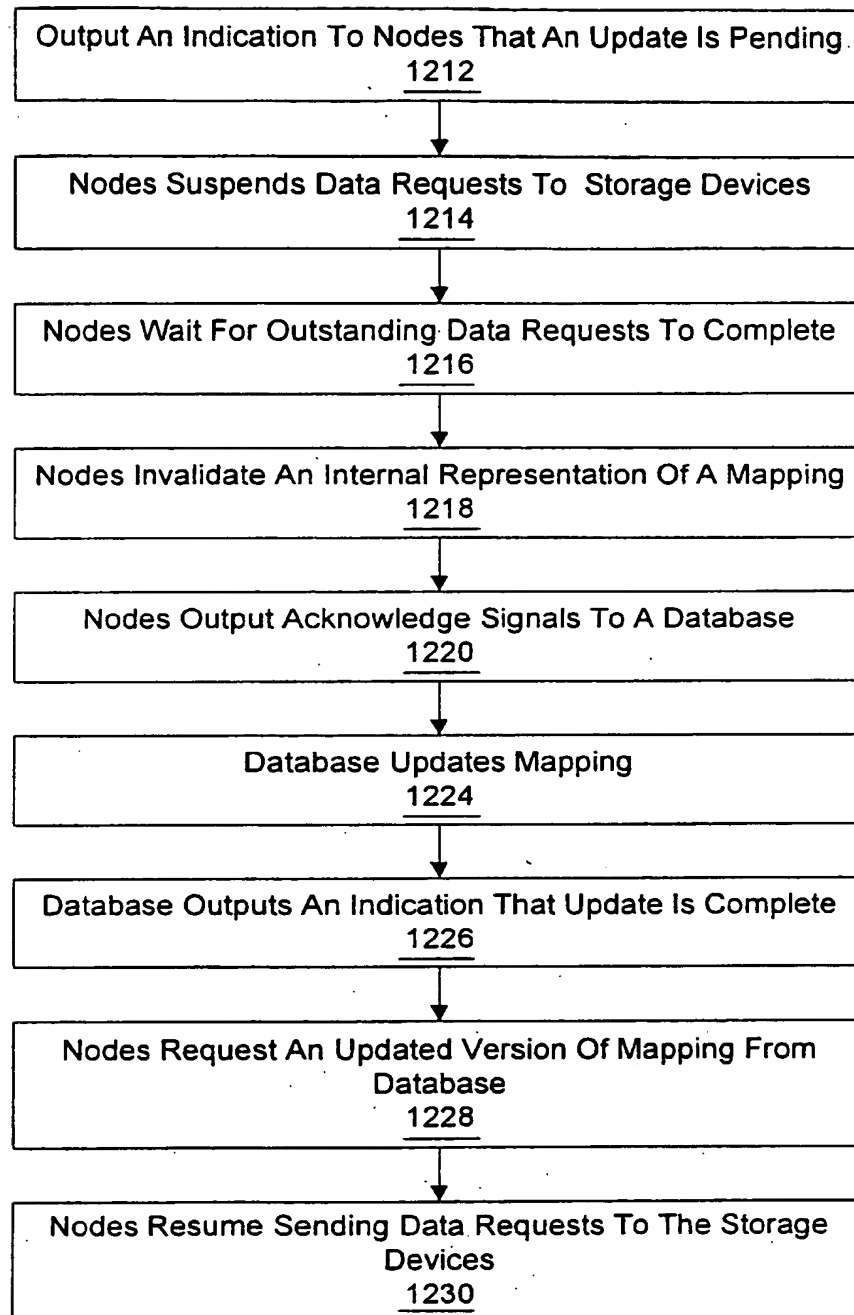 Output An Indication To Nodes That An Update Is Pending
1212
Nodes Suspends Data Requests To Storage Devices
1214
Nodes Wait For Outstanding Data Requests To Complete
1216
Nodes Invalidate An Internal Representation Of A Mapping
1218
Nodes Output Acknowledge Signals To A Database
1220
Database Updates Mapping
1224
Database Outputs An Indication That Update Is Complete
1226
Nodes Request An Updated Version Of Mapping From
Database
1228
Nodes Resume Sending Data Requests To The Storage
Devices
1230